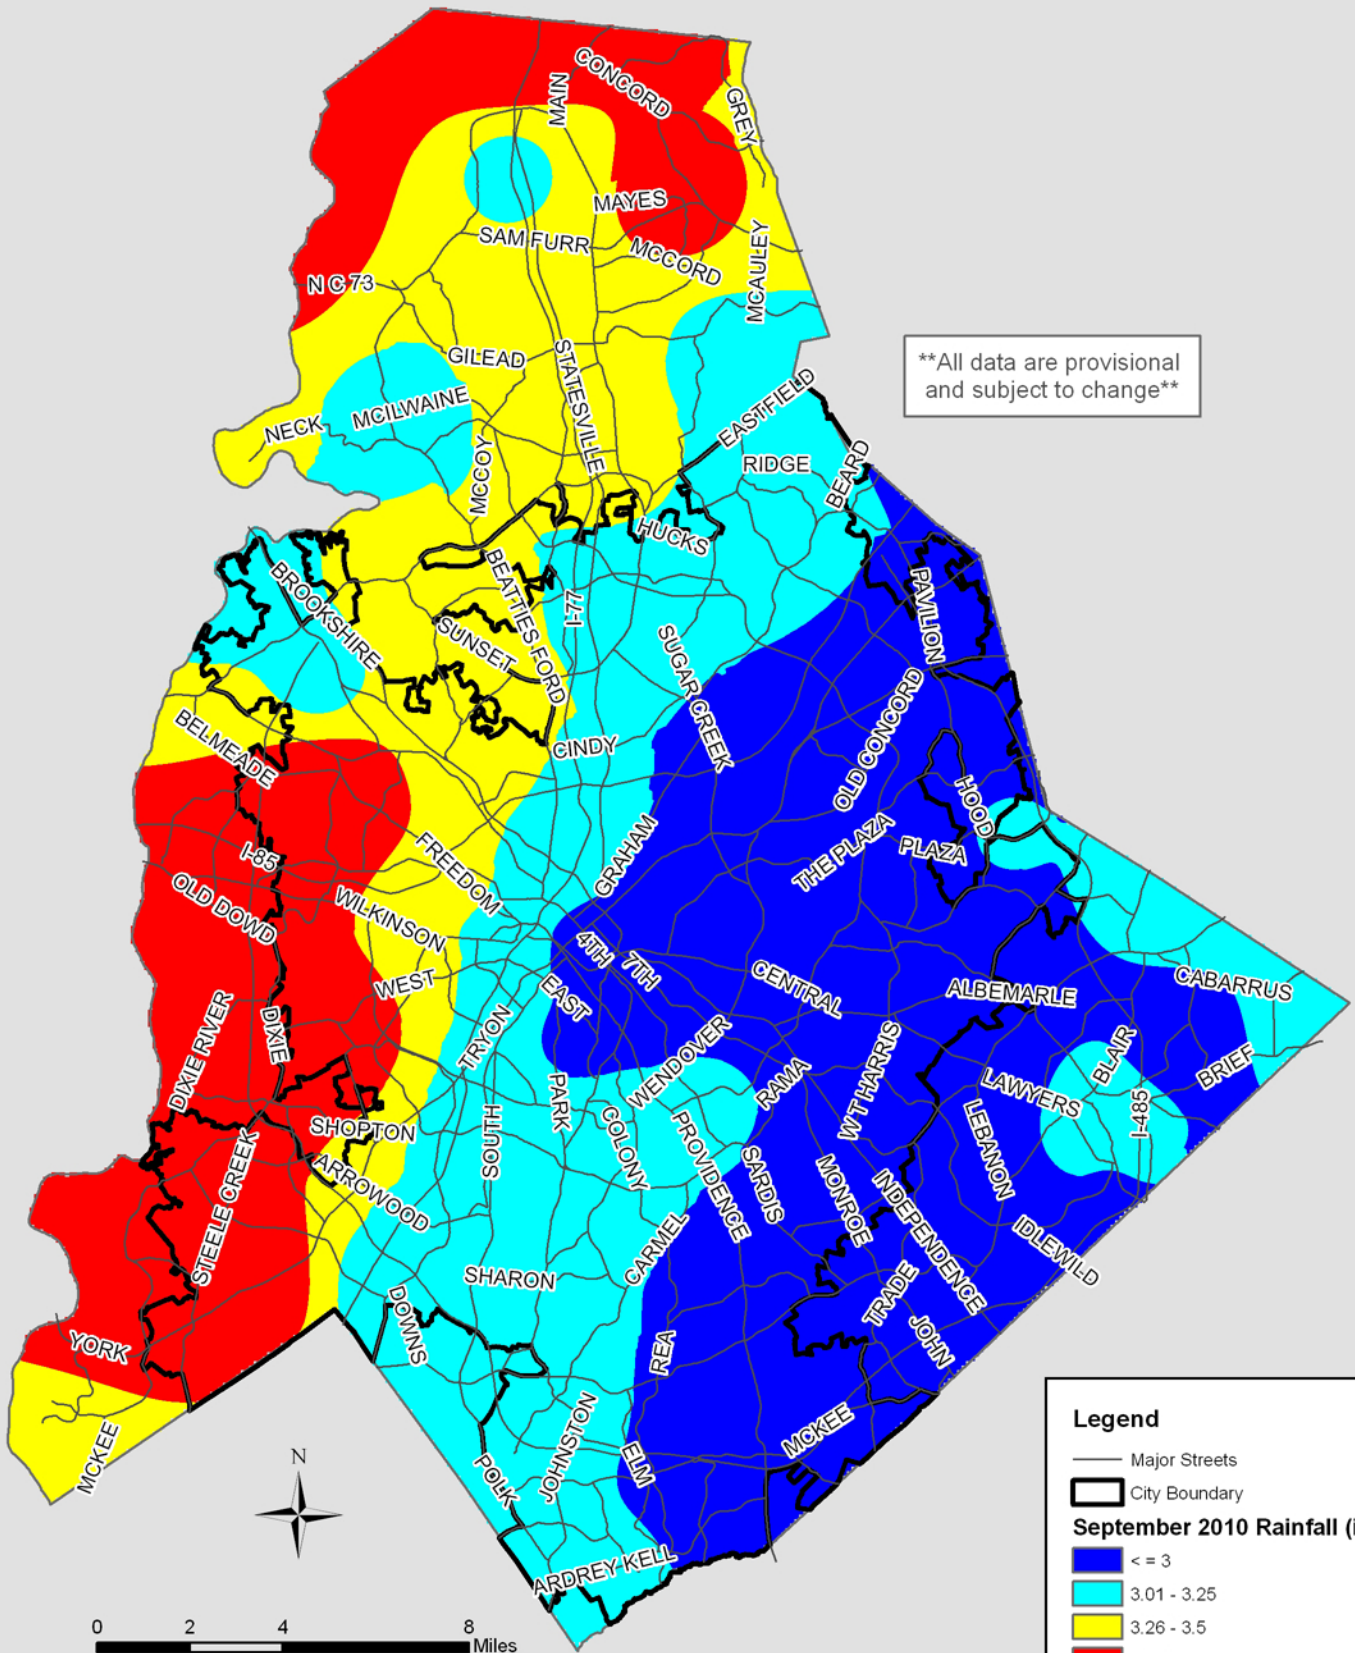 CONCORD
MAIN
GREY
MAYES
SAM FURR
MCCORD
MCAULEY
N C 73
**All data are provisional
and subject to change**
GILEAD
STATESVILLE
MCILWAINE
EASTFIELD
NECK
MCCOY
RIDGE
BEARD
HUCKS
BEATTIES FORD
BROOKSHIRE
I-77
PAVILION
SUNSET
SUGAR CREEK
OLD CONCORD
BELMEADE
CINDY
HOOD
GRAHAM
THE PLAZA
PLAZA
I-85
FREEDOM
OLD DOWD
WILKINSON
4TH
7TH
WEST
EAST
CENTRAL
ALBEMARLE
CABARRUS
DIXIE RIVER
DIXIE
TRYON
WENDOVER
BLAIR
RAMA
WT HARRIS
BRIEF
PARK
LAWYERS
SHOPTON
SOUTH
COLONY
PROVIDENCE
LEBANON
I-485
ARROWOOD
SARDIS
MONROE
INDEPENDENCE
STEELE CREEK
CARMEL
IDLEWILD
SHARON
TRADE
DOWNS
JOHN
YORK
REA
MCKEE
MCKEE
JOHNSTON
ELM
POLK
ARDREY KELL
N
0 2 4 8
Miles
Legend
Major Streets
City Boundary
September 2010 Rainfall (i
< = 3
3.01 - 3.25
3.26 - 3.5